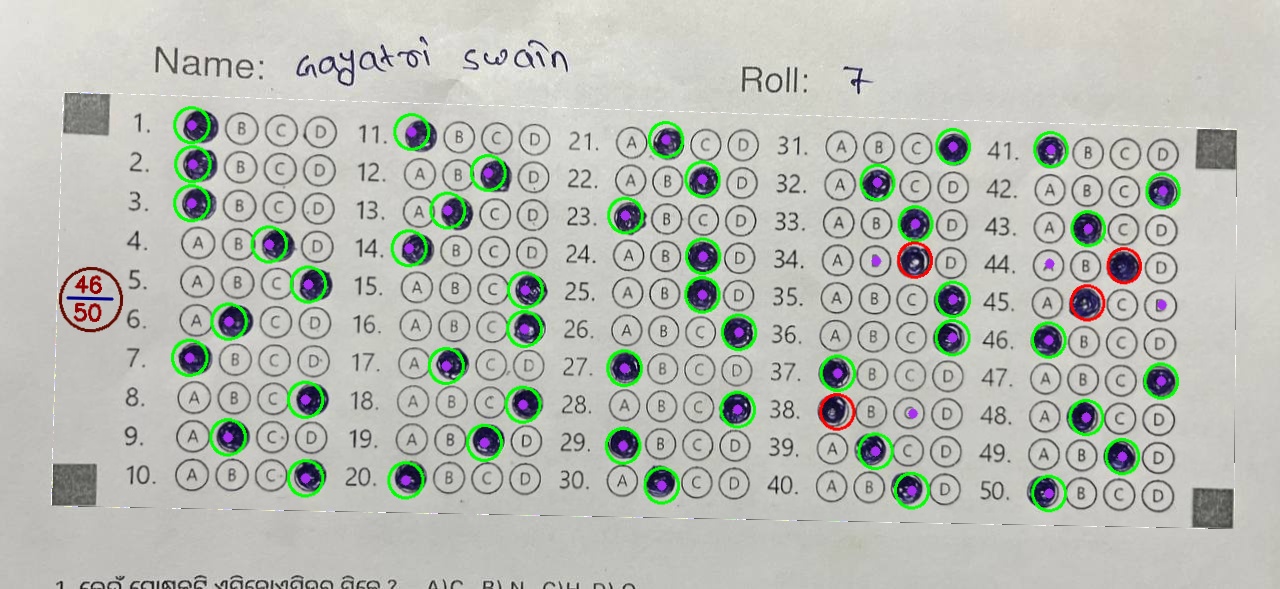 Name: Gayatri Swain
Roll: 7
46
50
1. B C D 11. B C D 21. A C D 31. A B C 41. B C D
2. B C D 12. A B D 22. A B D 32. A C D 42. A B C
3. B C D 13. A C D 23. B C D 33. A B D 43. A C D
4. A B D 14. B C D 24. A B D 34. A D 44. B D
5. A B C 15. A B C 25. A B D 35. A B C 45. A C
6. A C D 16. A B C 26. A B C 36. A B C 46. B C D
7. B C D 17. A C D 27. B C D 37. B C D 47. A B C
8. A B C 18. A B C 28. A B C 38. B D 48. A C D
9. A C D 19. A B D 29. B C D 39. A C D 49. A B D
10. A B C 20. B C D 30. A C D 40. A B D 50. B C D
1. ? A)C B) N C)H D) O